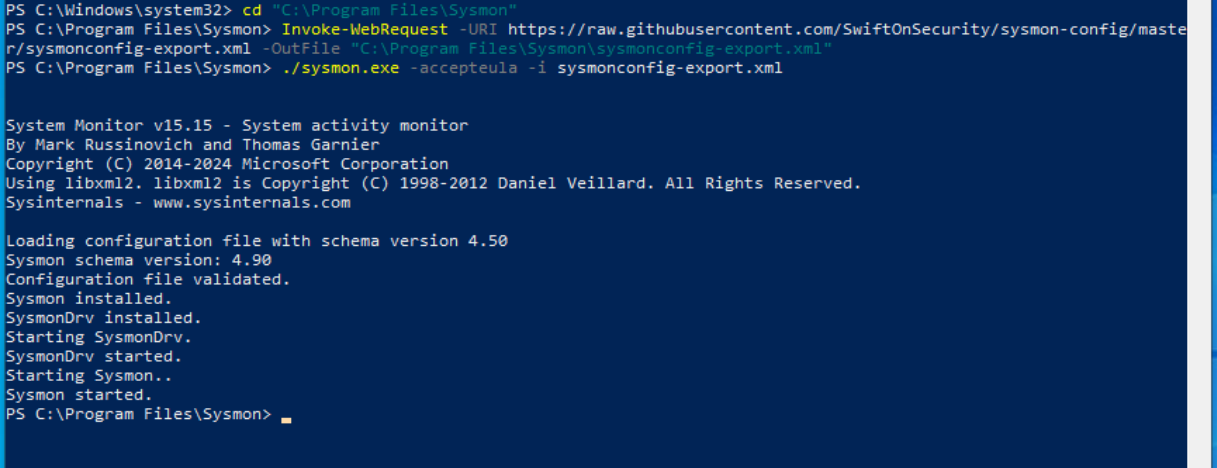 PS C:\Windows\system32> cd "C:\Program Files\Sysmon"
PS C:\Program Files\Sysmon> Invoke-WebRequest -URI https://raw.githubusercontent.com/SwiftOnSecurity/sysmon-config/maste
r/sysmonconfig-export.xml -OutFile "C:\Program Files\Sysmon\sysmonconfig-export.xml"
PS C:\Program Files\Sysmon> ./sysmon.exe -accepteula -i sysmonconfig-export.xml
System Monitor v15.15 - System activity monitor
By Mark Russinovich and Thomas Garnier
Copyright (C) 2014-2024 Microsoft Corporation
Using libxml2. libxml2 is Copyright (C) 1998-2012 Daniel Veillard. All Rights Reserved.
Sysinternals - www.sysinternals.com
Loading configuration file with schema version 4.50
Sysmon schema version: 4.90
Configuration file validated.
Sysmon installed.
SysmonDrv installed.
Starting SysmonDrv.
SysmonDrv started.
Starting Sysmon..
Sysmon started.
PS C:\Program Files\Sysmon>